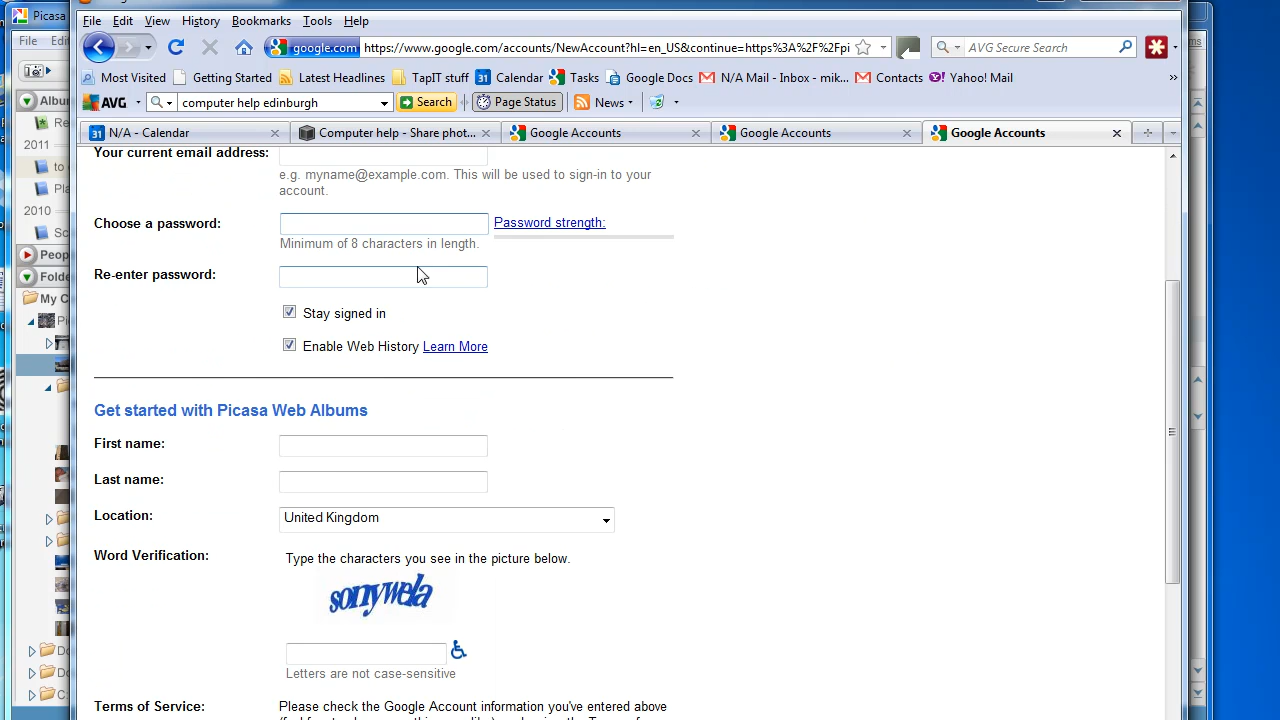 Picasa
File Edit View History Bookmarks Tools Help
File
google.com https://www.google.com/accounts/NewAccount?hl=en_US&continue=https%3A%2F%2Fpi AVG Secure Search
Most Visited Getting Started Latest Headlines TapIT stuff 31 Calendar Tasks Google Docs N/A Mail - Inbox - mik... Contacts Yahoo! Mail »
AVG computer help edinburgh Search Page Status News
31 N/A - Calendar Computer help - Share phot... Google Accounts Google Accounts Google Accounts
2011
2010
My C
Your current email address:
e.g. myname@example.com. This will be used to sign-in to your
account.
Choose a password: Password strength:
Minimum of 8 characters in length.
Re-enter password:
Stay signed in
Enable Web History Learn More
Get started with Picasa Web Albums
First name:
Last name:
Location: United Kingdom
Word Verification: Type the characters you see in the picture below.
sonywela
Letters are not case-sensitive
Terms of Service: Please check the Google Account information you've entered above